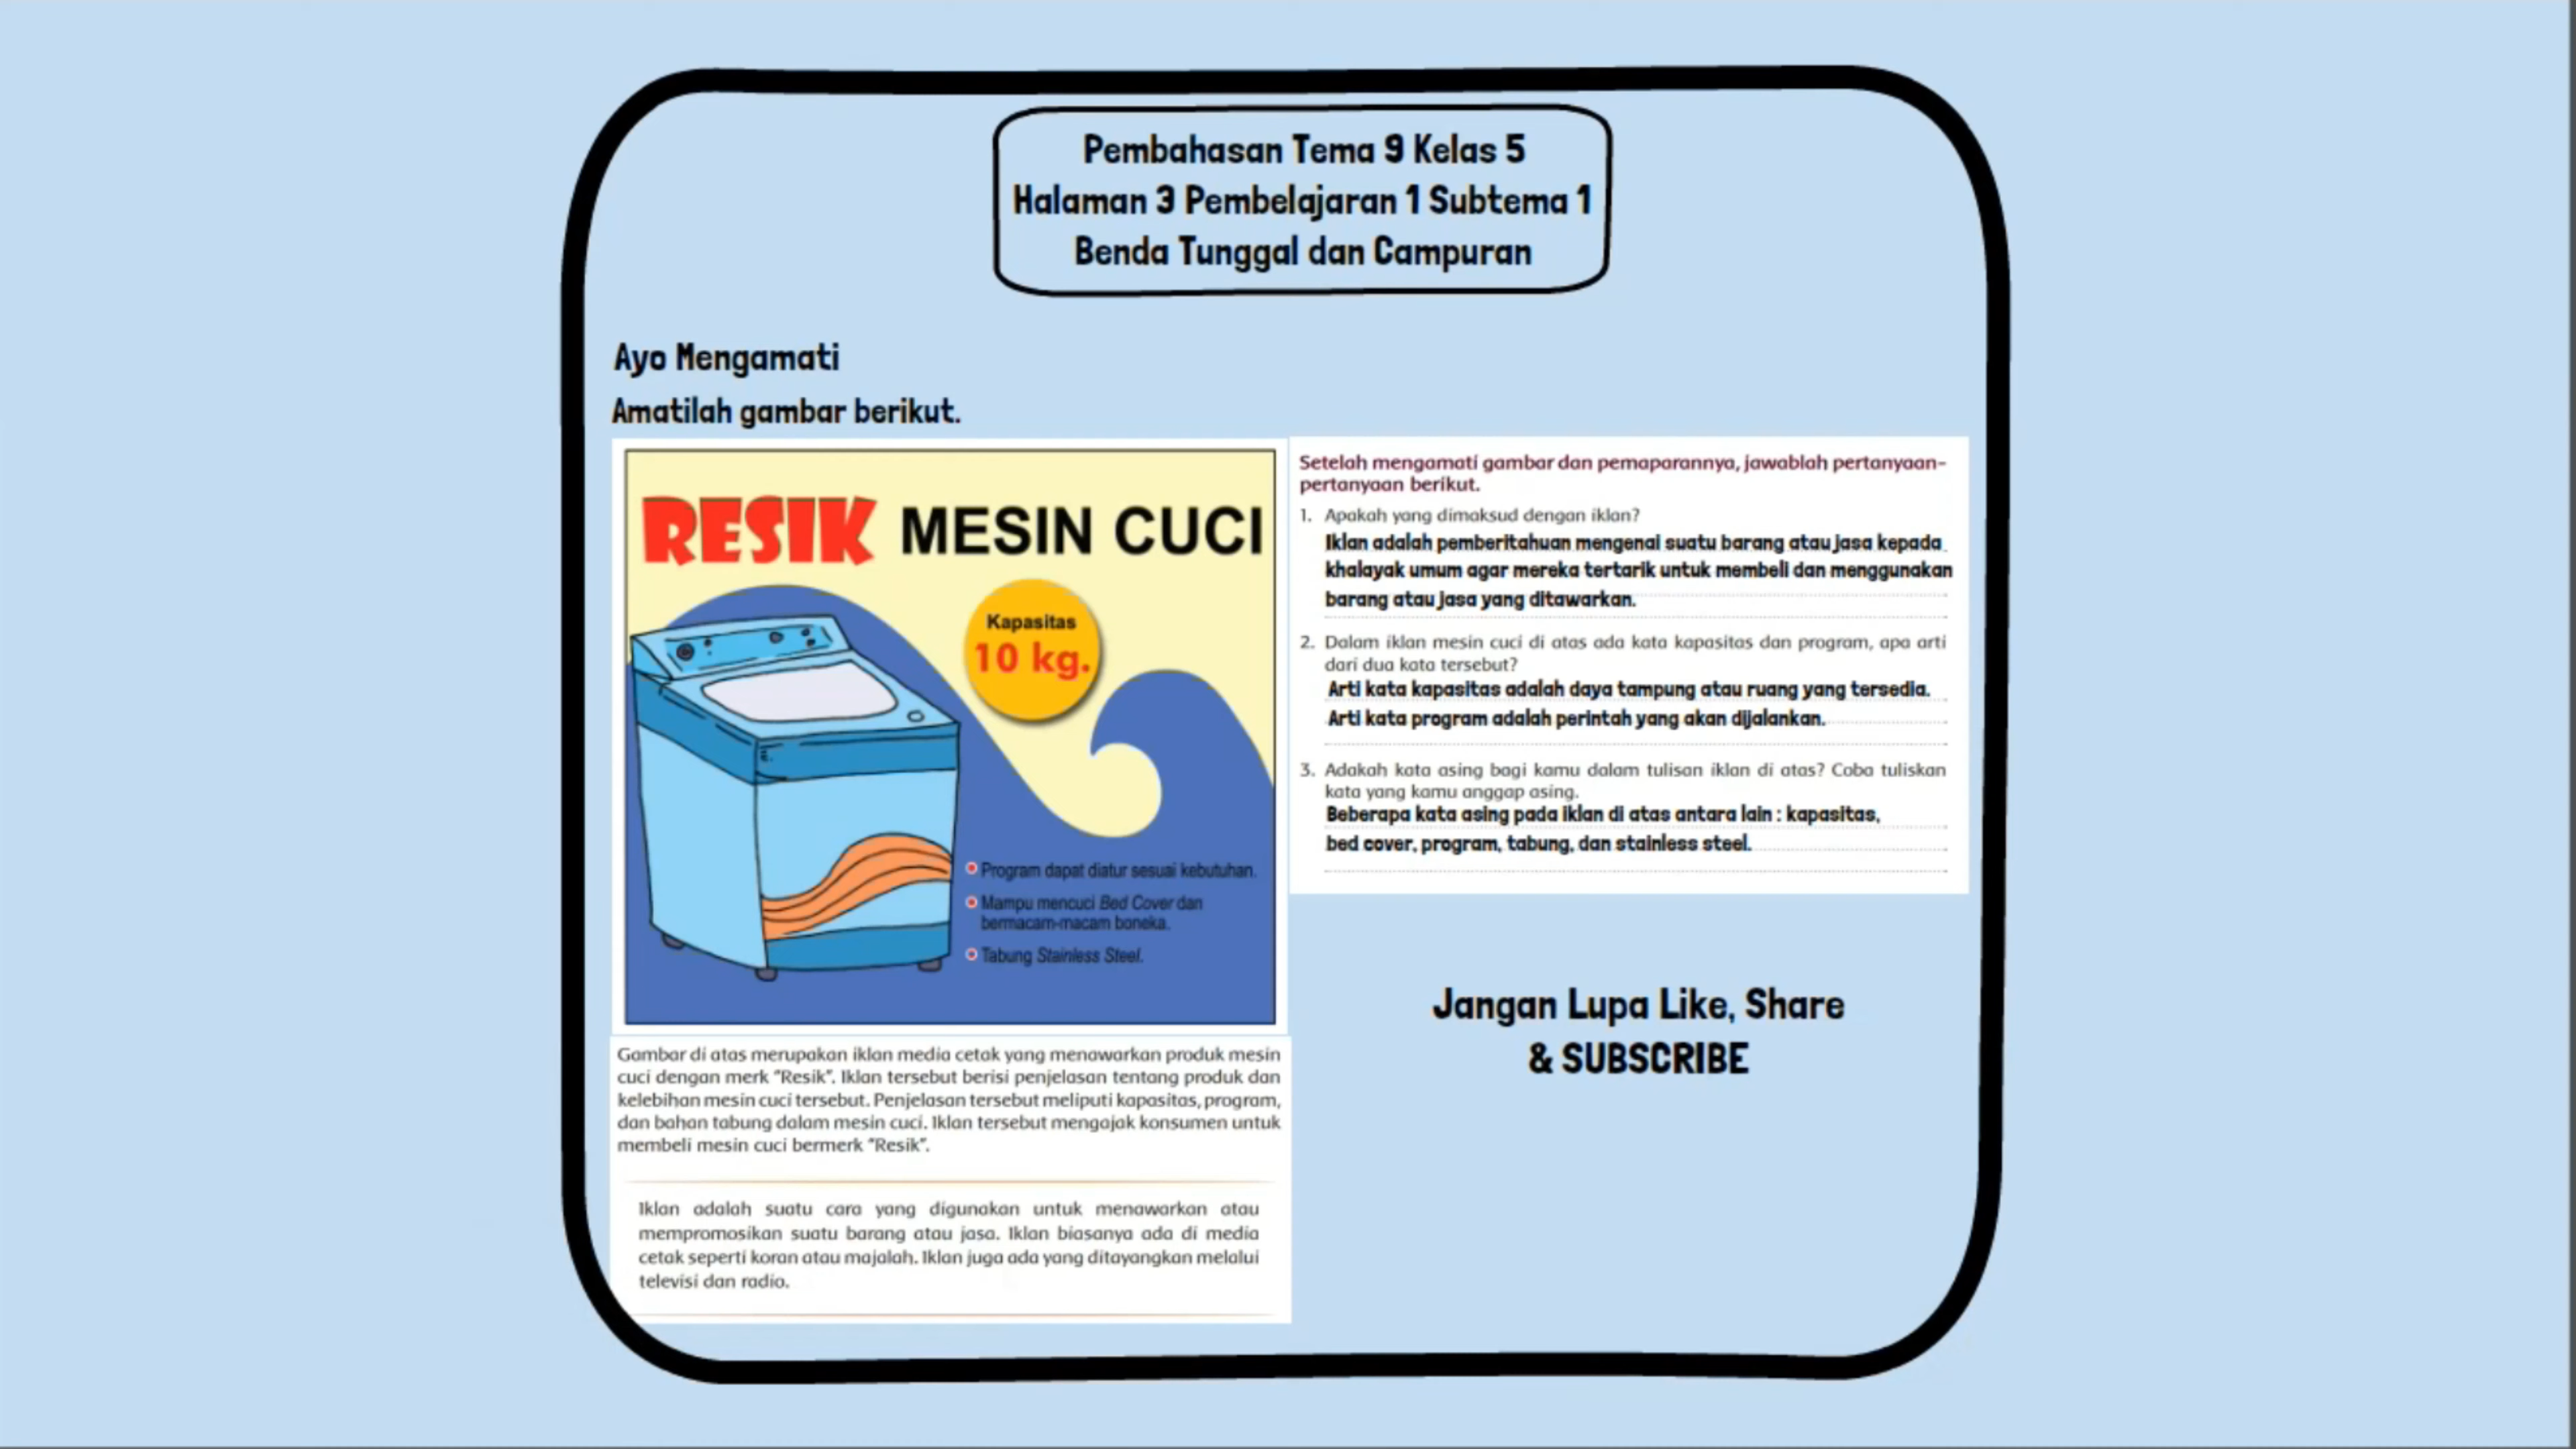 Pembahasan Tema 9 Kelas 5
Halaman 3 Pembelajaran 1 Subtema 1
Benda Tunggal dan Campuran
Ayo Mengamati
Amatilah gambar berikut.
RESIK MESIN CUCI
Kapasitas
10 kg.
Program dapat diatur sesuai kebutuhan.
Mampu mencuci Bed Cover dan
bermacam-macam boneka.
Tabung Stainless Steel.
Gambar di atas merupakan iklan media cetak yang menawarkan produk mesin
cuci dengan merk "Resik". Iklan tersebut berisi penjelasan tentang produk dan
kelebihan mesin cuci tersebut. Penjelasan tersebut meliputi kapasitas, program,
dan bahan tabung dalam mesin cuci. Iklan tersebut mengajak konsumen untuk
membeli mesin cuci bermerk "Resik".
Iklan adalah suatu cara yang digunakan untuk menawarkan atau
mempromosikan suatu barang atau jasa. Iklan biasanya ada di media
cetak seperti koran atau majalah. Iklan juga ada yang ditayangkan melalui
televisi dan radio.
Setelah mengamati gambar dan pemaparannya, jawablah pertanyaan-
pertanyaan berikut.
1. Apakah yang dimaksud dengan iklan?
Iklan adalah pemberitahuan mengenai suatu barang atau jasa kepada
khalayak umum agar mereka tertarik untuk membeli dan menggunakan
barang atau jasa yang ditawarkan.
2. Dalam iklan mesin cuci di atas ada kata kapasitas dan program, apa arti
dari dua kata tersebut?
Arti kata kapasitas adalah daya tampung atau ruang yang tersedia.
Arti kata program adalah perintah yang akan dijalankan.
3. Adakah kata asing bagi kamu dalam tulisan iklan di atas? Coba tuliskan
kata yang kamu anggap asing.
Beberapa kata asing pada iklan di atas antara lain : kapasitas,
bed cover, program, tabung, dan stainless steel.
Jangan Lupa Like, Share
& SUBSCRIBE